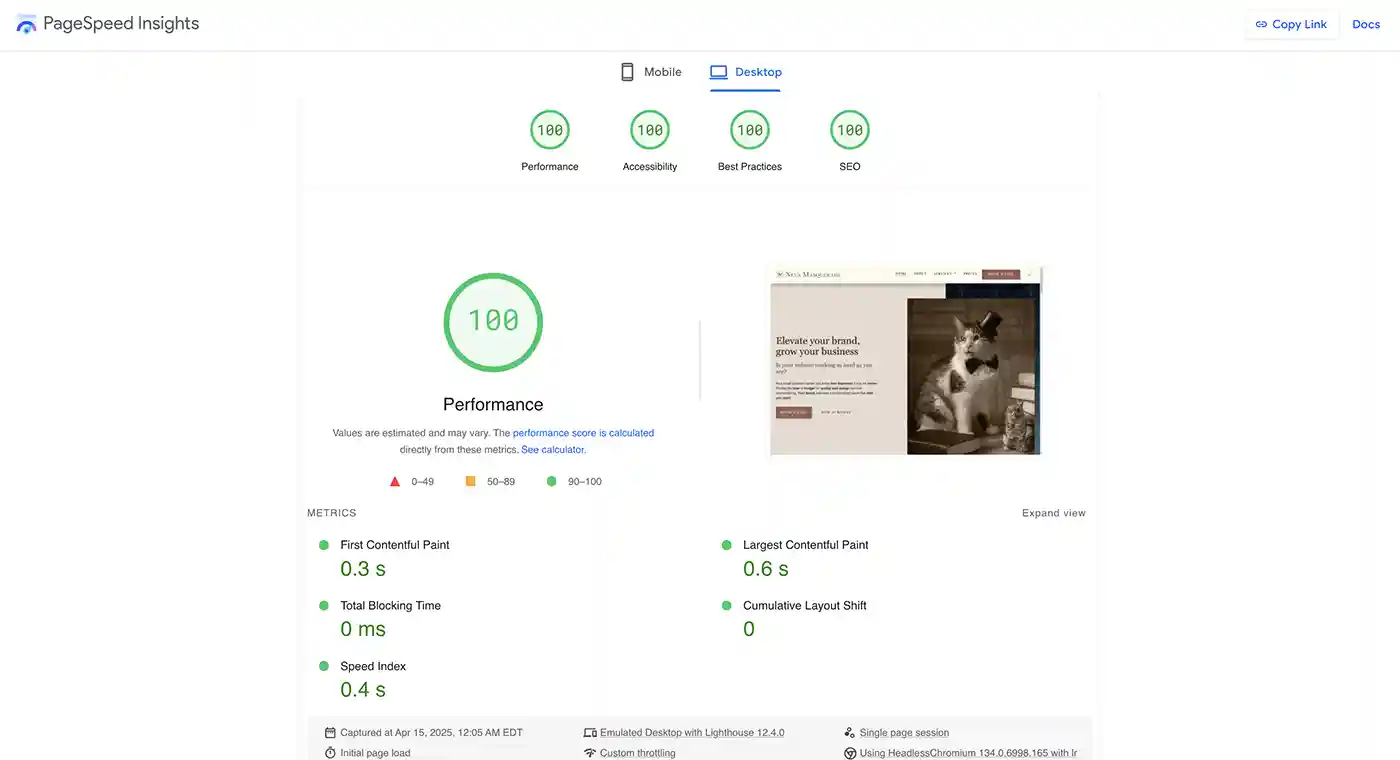 PageSpeed Insights
Copy Link
Docs
Mobile
Desktop
100
100
100
100
Performance
Accessibility
Best Practices
SEO
100
Performance
Values are estimated and may vary. The performance score is calculated
directly from these metrics. See calculator.
0–49
50–89
90–100
Elevate your brand,
grow your business
METRICS
Expand view
First Contentful Paint
0.3 s
Largest Contentful Paint
0.6 s
Total Blocking Time
0 ms
Cumulative Layout Shift
0
Speed Index
0.4 s
Captured at Apr 15, 2025, 12:05 AM EDT
Emulated Desktop with Lighthouse 12.4.0
Single page session
Initial page load
Custom throttling
Using HeadlessChromium 134.0.6998.165 with lr